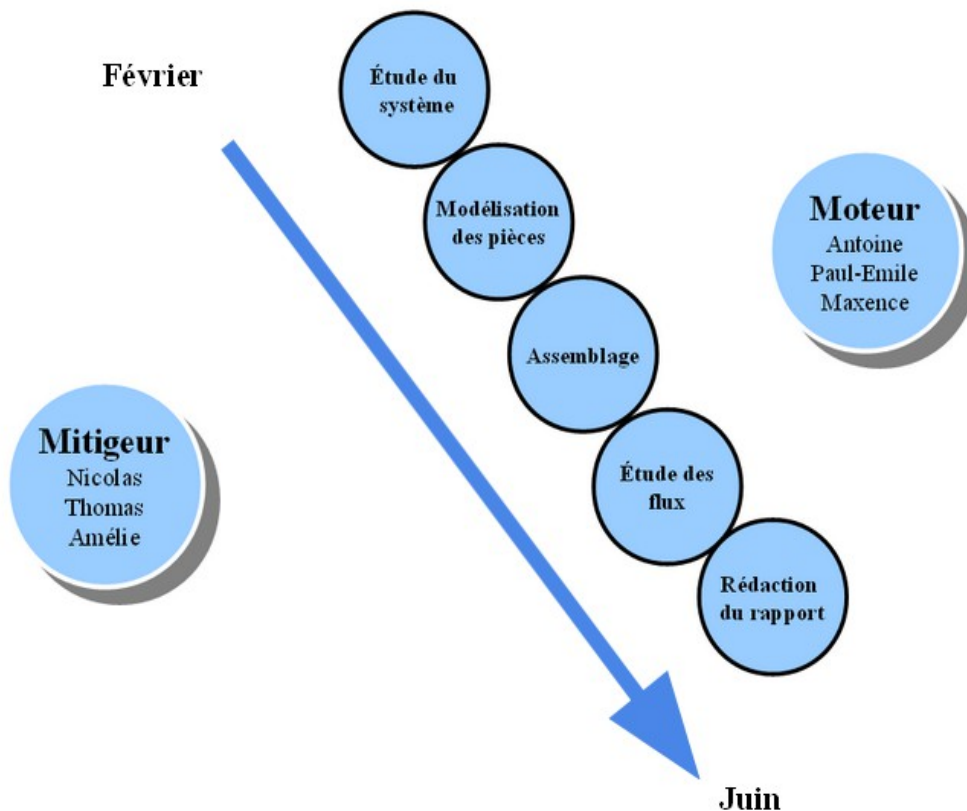 Février
Étude du
système
Modélisation
des pièces
Moteur
Antoine
Paul-Emile
Maxence
Assemblage
Mitigeur
Nicolas
Thomas
Amélie
Étude des
flux
Rédaction
du rapport
Juin